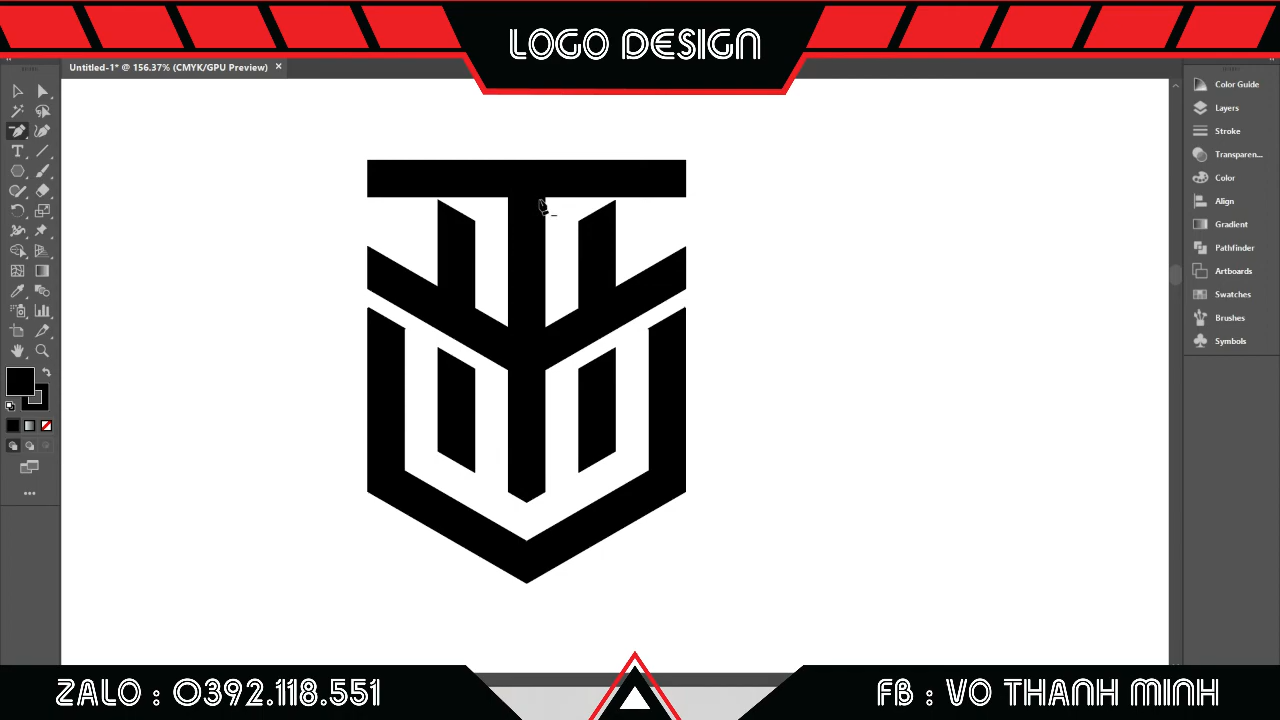 LOGO DESIGN
Untitled-1* @ 156.37% (CMYK/GPU Preview) ×
Color Guide
Layers
Stroke
Transparen...
Color
Align
Gradient
Pathfinder
Artboards
Swatches
Brushes
Symbols
ZALO : 0392.118.551
FB : VO THANH MINH